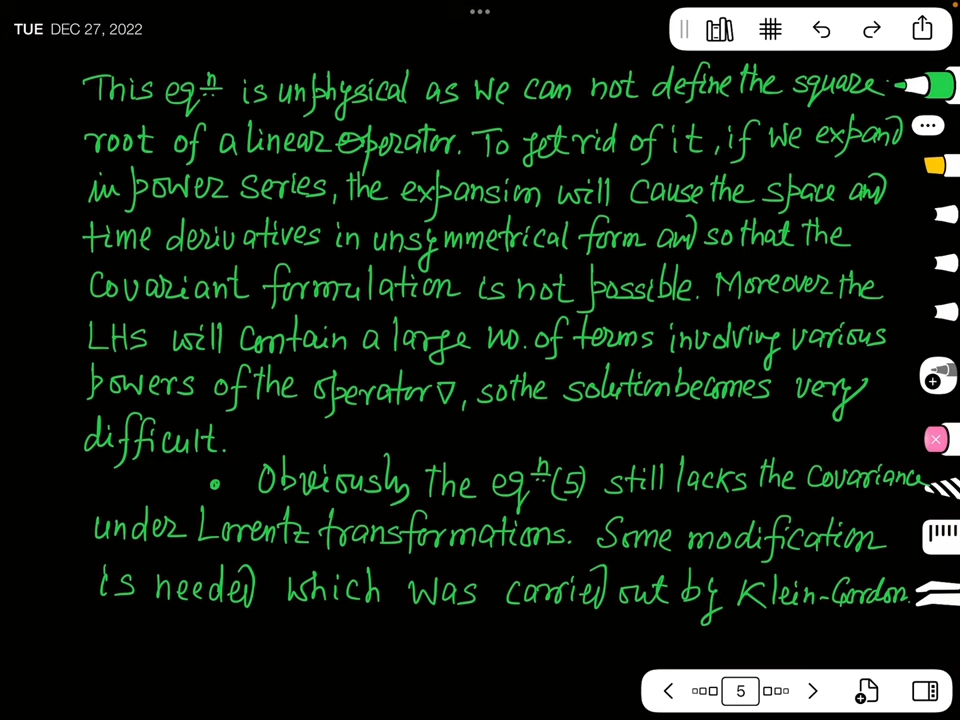 TUE DEC 27, 2022
This eqn is unphysical as we can not define the square
root of a linear operator. To get rid of it, if we expand
in power series, the expansion will cause the space and
time derivatives in unsymmetrical form and so that the
covariant formulation is not possible. Moreover the
LHS will contain a large no. of terms involving various
powers of the operator ∇, so the solution becomes very
difficult.
• Obviously the eqn (5) still lacks the covariance
under Lorentz transformations. Some modification
is needed which was carried out by Klein-Gordon.
5